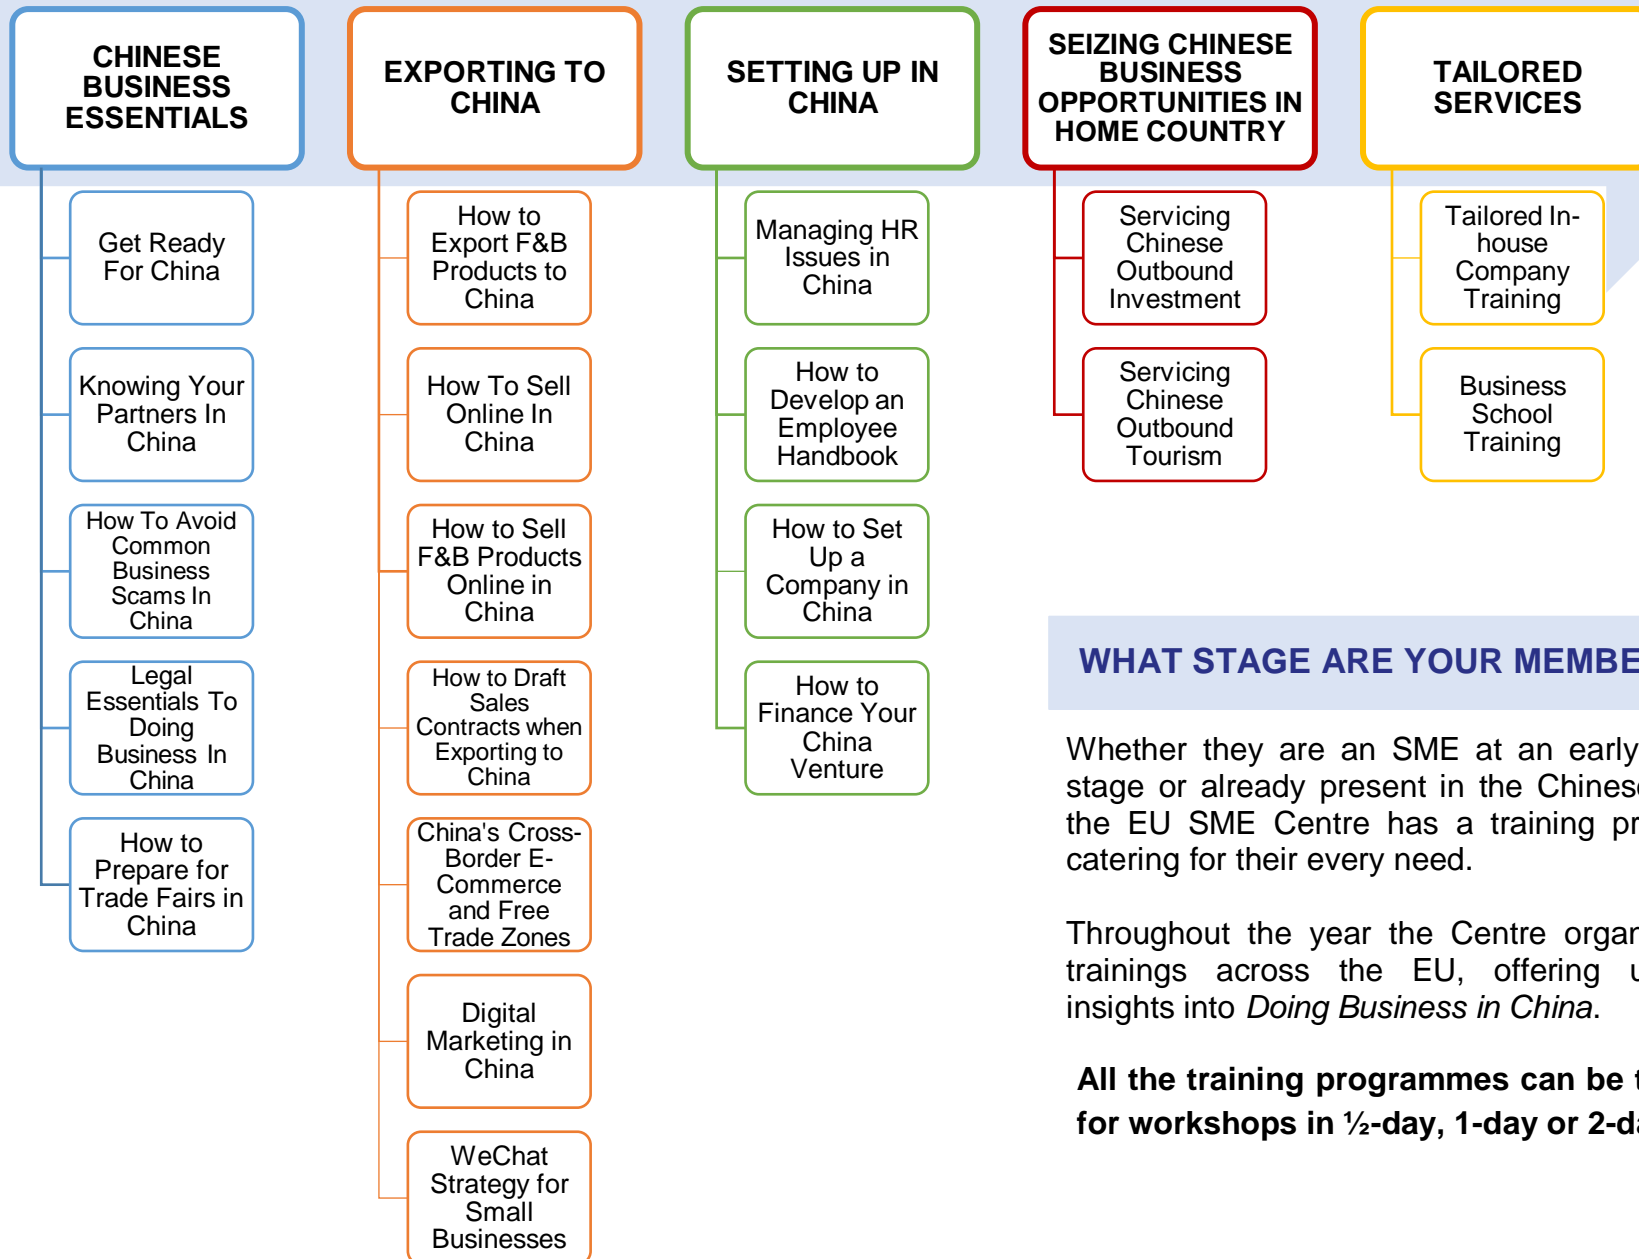 CHINESE
BUSINESS
ESSENTIALS
Get Ready
For China
Knowing Your
Partners In
China
How To Avoid
Common
Business
Scams In
China
Legal
Essentials To
Doing
Business In
China
How to
Prepare for
Trade Fairs in
China
EXPORTING TO
CHINA
How to
Export F&B
Products to
China
How To Sell
Online In
China
How to Sell
F&B Products
Online in
China
How to Draft
Sales
Contracts when
Exporting to
China
China's Cross-
Border E-
Commerce
and Free
Trade Zones
Digital
Marketing in
China
WeChat
Strategy for
Small
Businesses
SETTING UP IN
CHINA
Managing HR
Issues in
China
How to
Develop an
Employee
Handbook
How to Set
Up a
Company in
China
How to
Finance Your
China
Venture
SEIZING CHINESE
BUSINESS
OPPORTUNITIES IN
HOME COUNTRY
Servicing
Chinese
Outbound
Investment
Servicing
Chinese
Outbound
Tourism
TAILORED
SERVICES
Tailored In-
house
Company
Training
Business
School
Training
WHAT STAGE ARE YOUR
Whether they are an SME at an early
stage or already present in the
the EU SME Centre has a training
catering for their every need.
Throughout the year the Centre
trainings across the EU, offering
insights into Doing Business in China.
All the training programmes can be
for workshops in ½-day, 1-day or